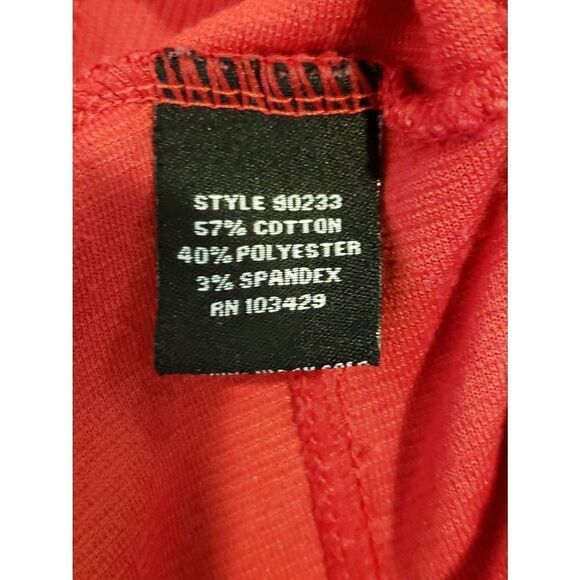 STYLE 90233
57% COTTON
40% POLYESTER
3% SPANDEX
RN 103429